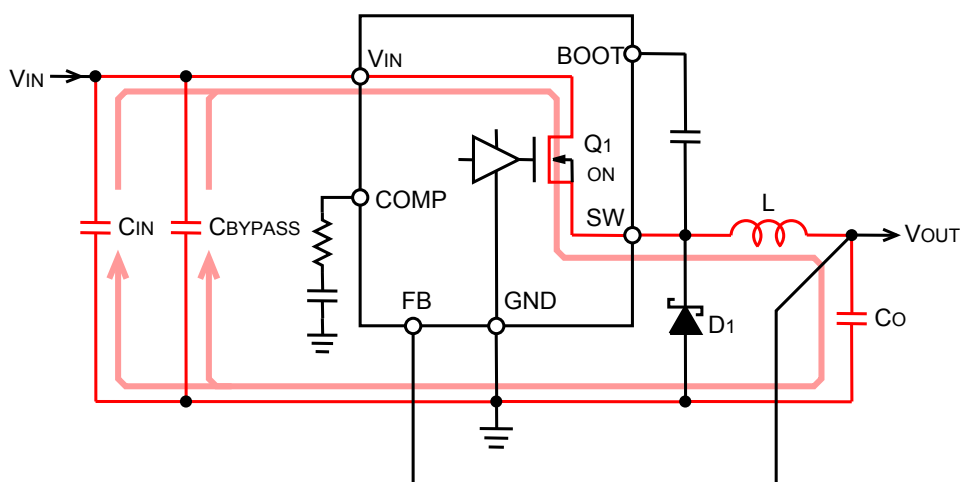 VIN
VIN
BOOT
Q1
ON
COMP
SW
L
VOUT
CIN
CBYPASS
FB
GND
D1
CO